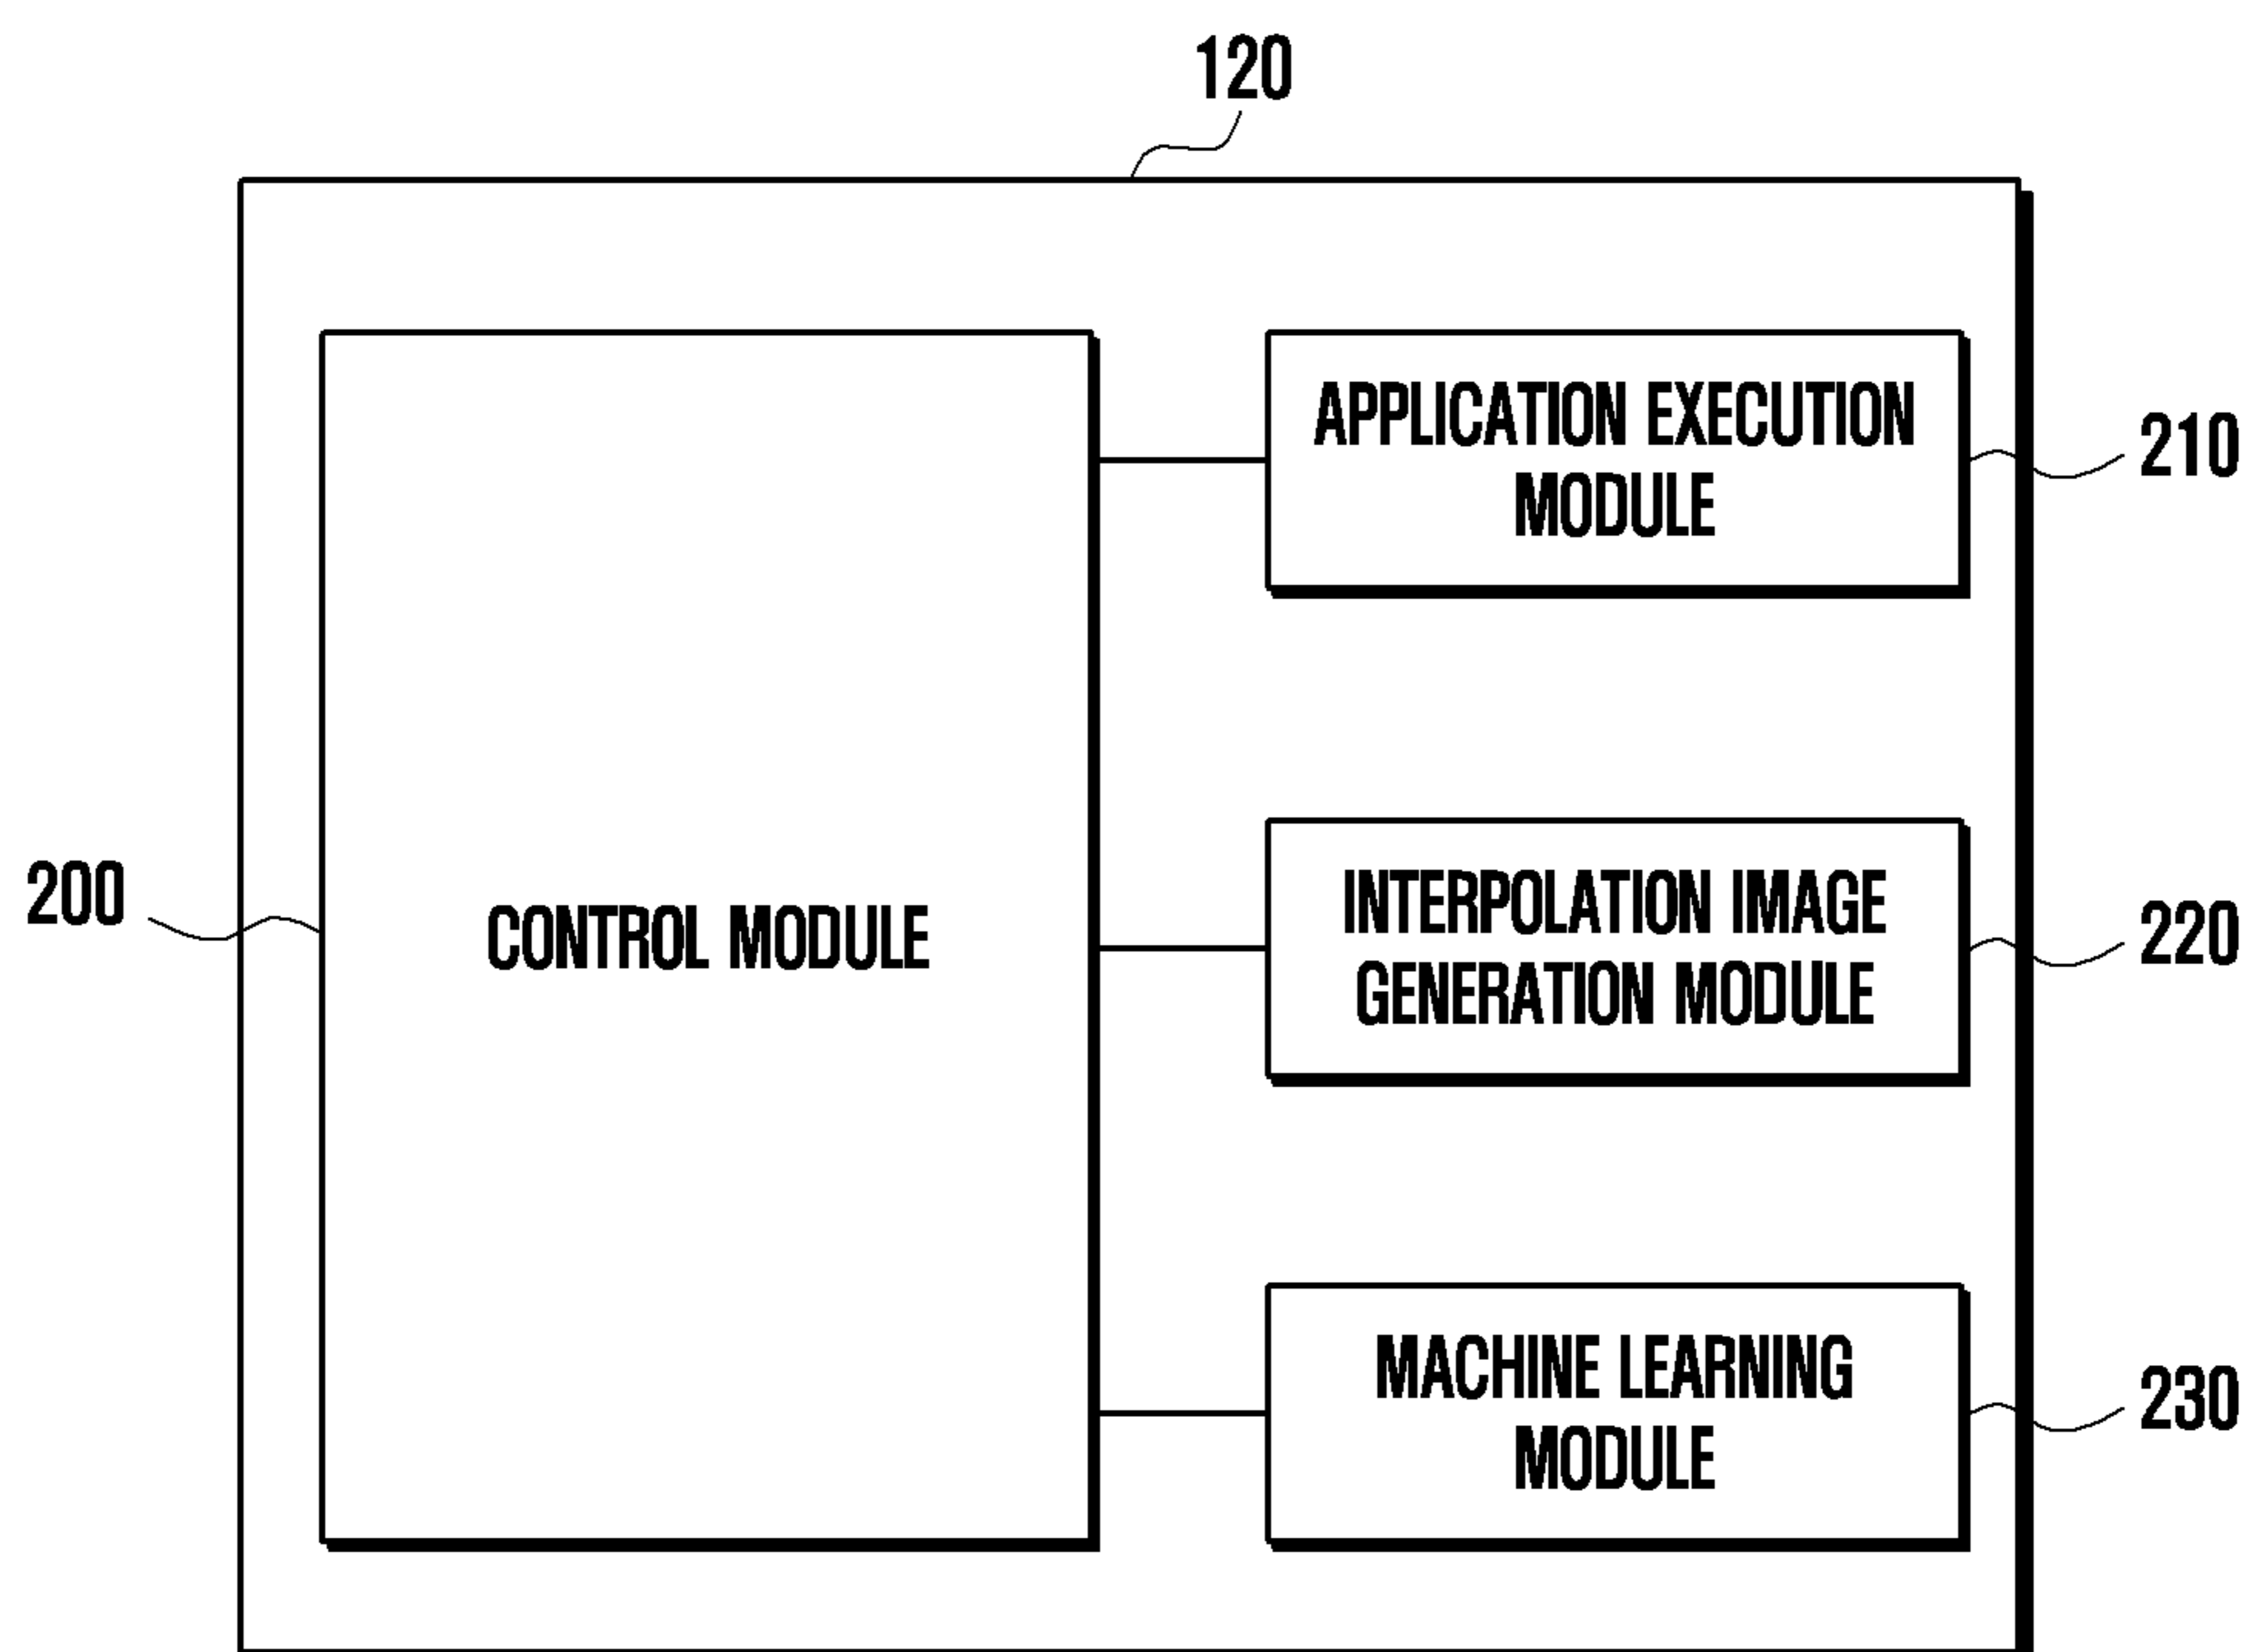 120
APPLICATION EXECUTION
MODULE
210
200
CONTROL MODULE
INTERPOLATION IMAGE
GENERATION MODULE
220
MACHINE LEARNING
MODULE
230